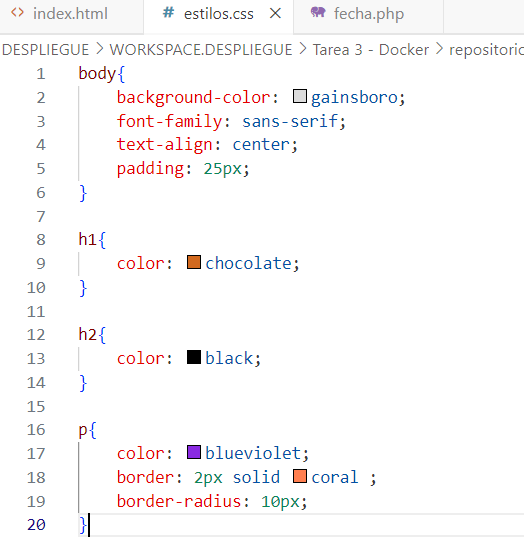 index.html estilos.css fecha.php
DESPLIEGUE > WORKSPACE.DESPLIEGUE > Tarea 3 - Docker > repositorio
1 body{
2     background-color: gainsboro;
3     font-family: sans-serif;
4     text-align: center;
5     padding: 25px;
6 }
7
8 h1{
9     color: chocolate;
10 }
11
12 h2{
13     color: black;
14 }
15
16 p{
17     color: blueviolet;
18     border: 2px solid coral ;
19     border-radius: 10px;
20 }